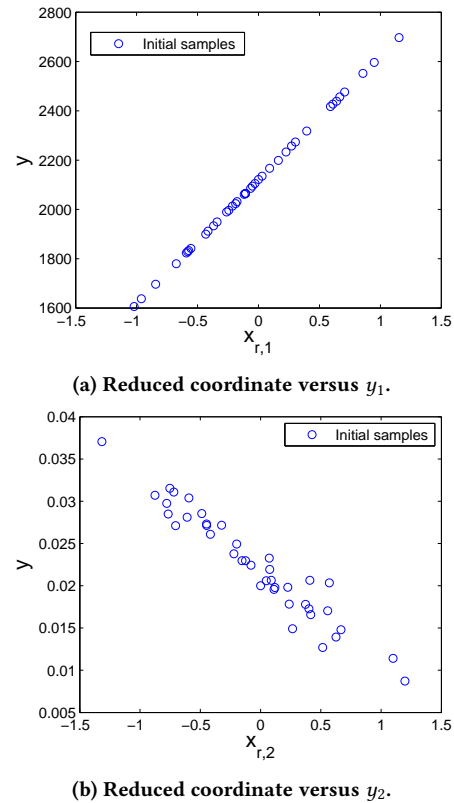 2800
2600
2400
2200
2000
1800
1600
y
Initial samples
−1.5 −1 −0.5 0 0.5 1 1.5
x_{r,1}
(a) Reduced coordinate versus y₁.
0.04
0.035
0.03
0.025
0.02
0.015
0.01
0.005
y
Initial samples
−1.5 −1 −0.5 0 0.5 1 1.5
x_{r,2}
(b) Reduced coordinate versus y₂.